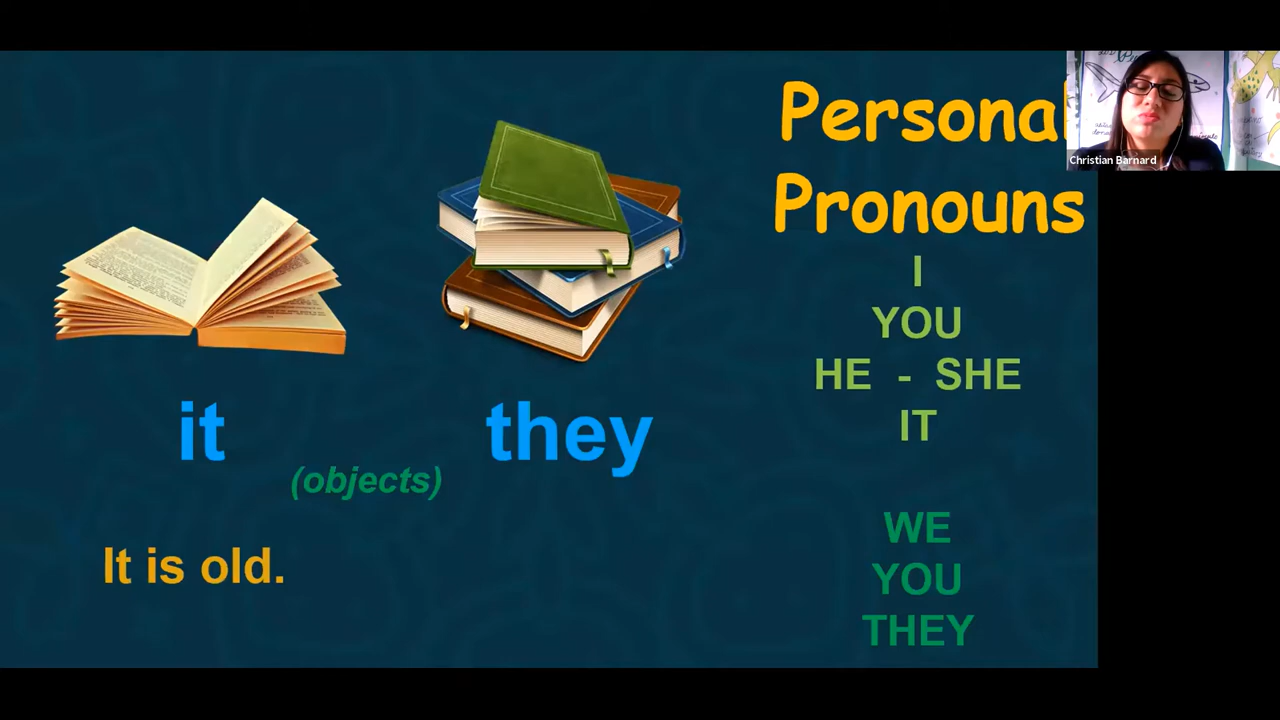 Personal
Pronouns
I
YOU
HE - SHE
IT
WE
YOU
THEY
it
they
(objects)
It is old.
Christian Barnard